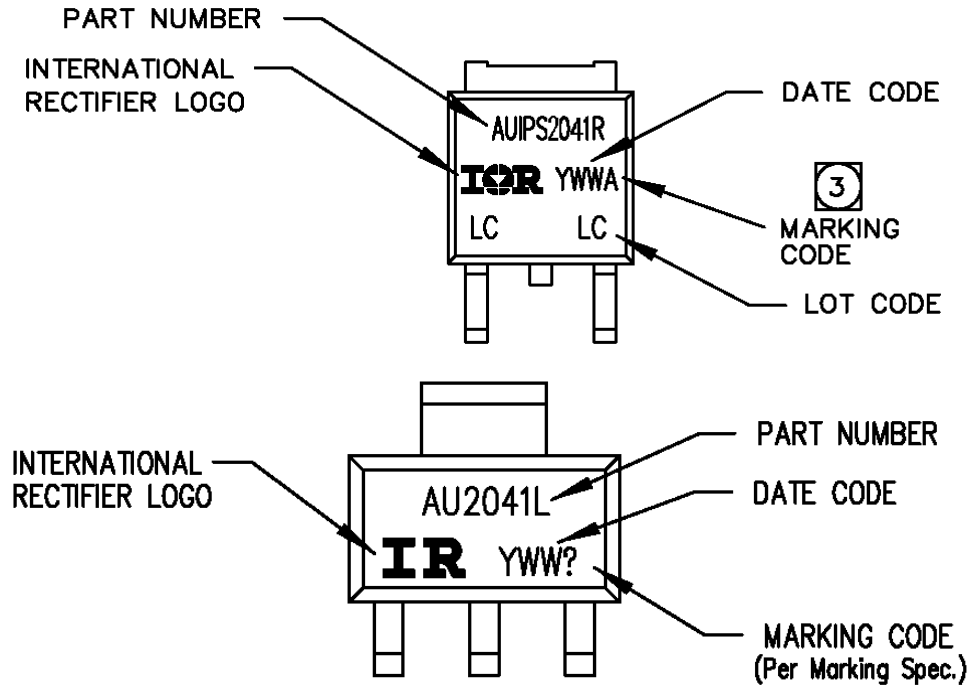 PART NUMBER
INTERNATIONAL
RECTIFIER LOGO
DATE CODE
AUIPS2041R
IOR YWWA
3
MARKING
CODE
LC LC
LOT CODE
PART NUMBER
INTERNATIONAL
RECTIFIER LOGO
DATE CODE
AU2041L
IR YWW?
MARKING CODE
(Per Marking Spec.)